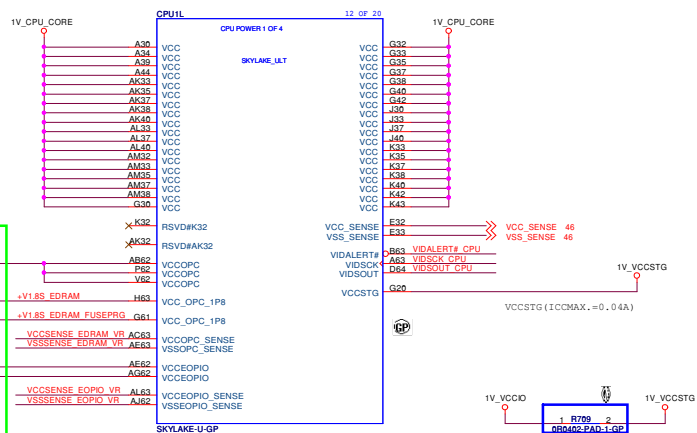 CPU1L 12 OF 20
1V_CPU_CORE 1V_CPU_CORE
CPU POWER 1 OF 4
SKYLAKE_ULT
A30 VCC VCC G32
A34 VCC VCC G33
A39 VCC VCC G35
A44 VCC VCC G37
AK33 VCC VCC G38
AK35 VCC VCC G40
AK37 VCC VCC G42
AK38 VCC VCC J30
AK40 VCC VCC J33
AL33 VCC VCC J37
AL37 VCC VCC J40
AL40 VCC VCC K33
AM32 VCC VCC K35
AM33 VCC VCC K37
AM35 VCC VCC K38
AM37 VCC VCC K40
AM38 VCC VCC K42
G30 VCC VCC K43
K32 RSVD#K32 VCC_SENSE E32 VCC_SENSE 46
VSS_SENSE E33 VSS_SENSE 46
AK32 RSVD#AK32
VIDALERT# B63 VIDALERT#_CPU
VIDSCK A63 VIDSCK_CPU
VIDSOUT D64 VIDSOUT_CPU
AB62 VCCOPC
P62 VCCOPC
V62 VCCOPC
1V_VCCSTG
VCCSTG G20
+V1.8S_EDRAM H63 VCC_OPC_1P8
VCCSTG(ICCMAX.=0.04A)
+V1.8S_EDRAM_FUSEPRG G61 VCC_OPC_1P8
GP
VCCSENSE_EDRAM_VR AC63 VCCOPC_SENSE
VSSSENSE_EDRAM_VR AE63 VSSOPC_SENSE
AE62 VCCEOPIO
AG62 VCCEOPIO
VCCSENSE_EOPIO_VR AL63 VCCEOPIO_SENSE
VSSSENSE_EOPIO_VR AJ62 VSSEOPIO_SENSE
1V_VCCIO 1V_VCCSTG
1 R709 2
0R0402-PAD-1-GP
SKYLAKE-U-GP